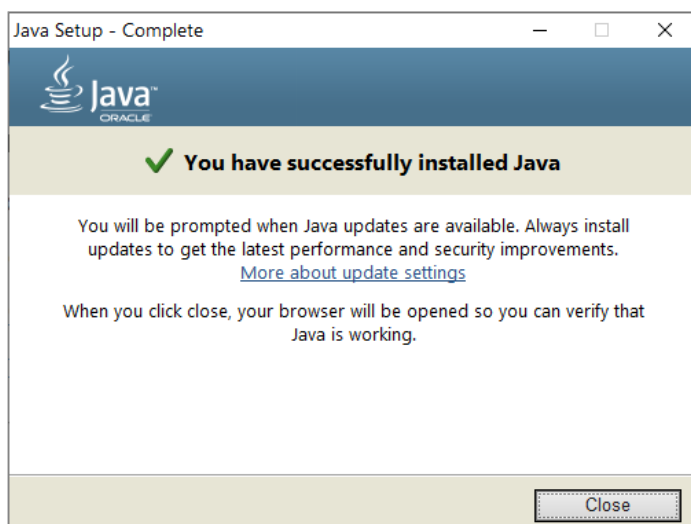 Java Setup - Complete
Java™
ORACLE
You have successfully installed Java
You will be prompted when Java updates are available. Always install
updates to get the latest performance and security improvements.
More about update settings
When you click close, your browser will be opened so you can verify that
Java is working.
Close